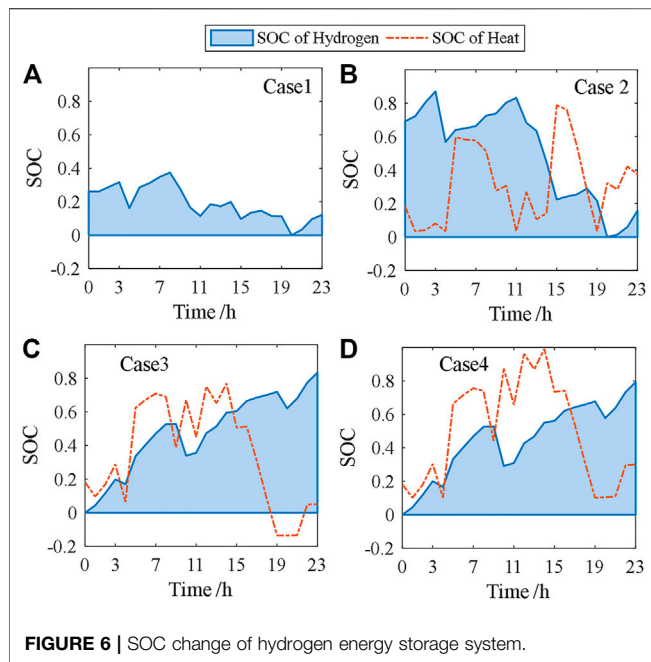 SOC of Hydrogen SOC of Heat
A
Case1
0.8
0.6
0.4
0.2
0
-0.2
SOC
0 3 7 11 15 19 23
Time /h
B
Case 2
0.8
0.6
0.4
0.2
0
-0.2
SOC
0 3 7 11 15 19 23
Time /h
C
Case3
0.8
0.6
0.4
0.2
0
-0.2
SOC
0 3 7 11 15 19 23
Time /h
D
Case4
0.8
0.6
0.4
0.2
0
-0.2
SOC
0 3 7 11 15 19 23
Time /h
FIGURE 6 | SOC change of hydrogen energy storage system.